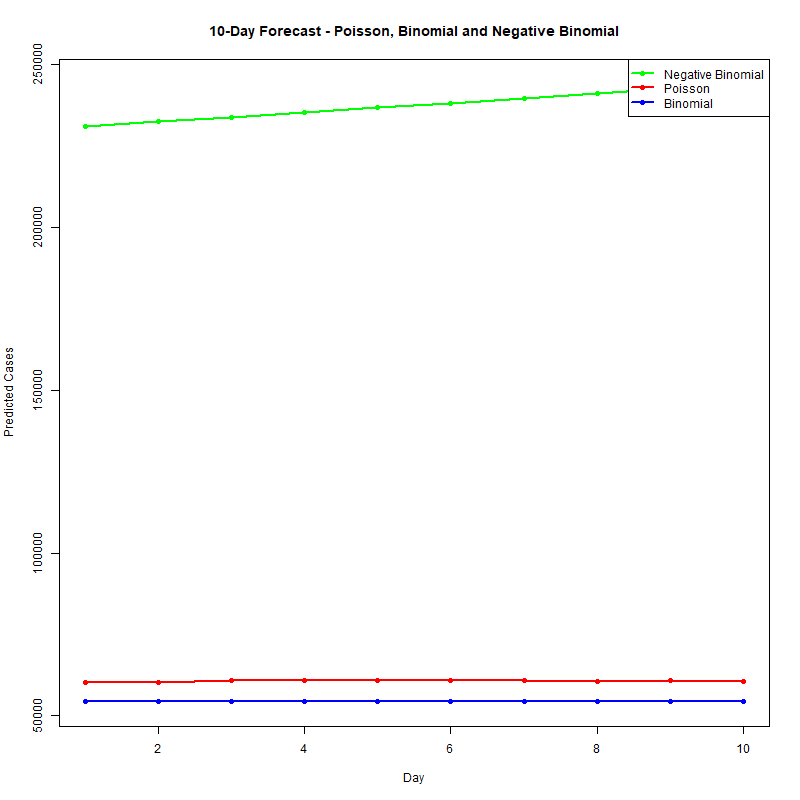 10-Day Forecast - Poisson, Binomial and Negative Binomial
Negative Binomial
Poisson
Binomial
Predicted Cases
250000
200000
150000
100000
50000
2
4
6
8
10
Day